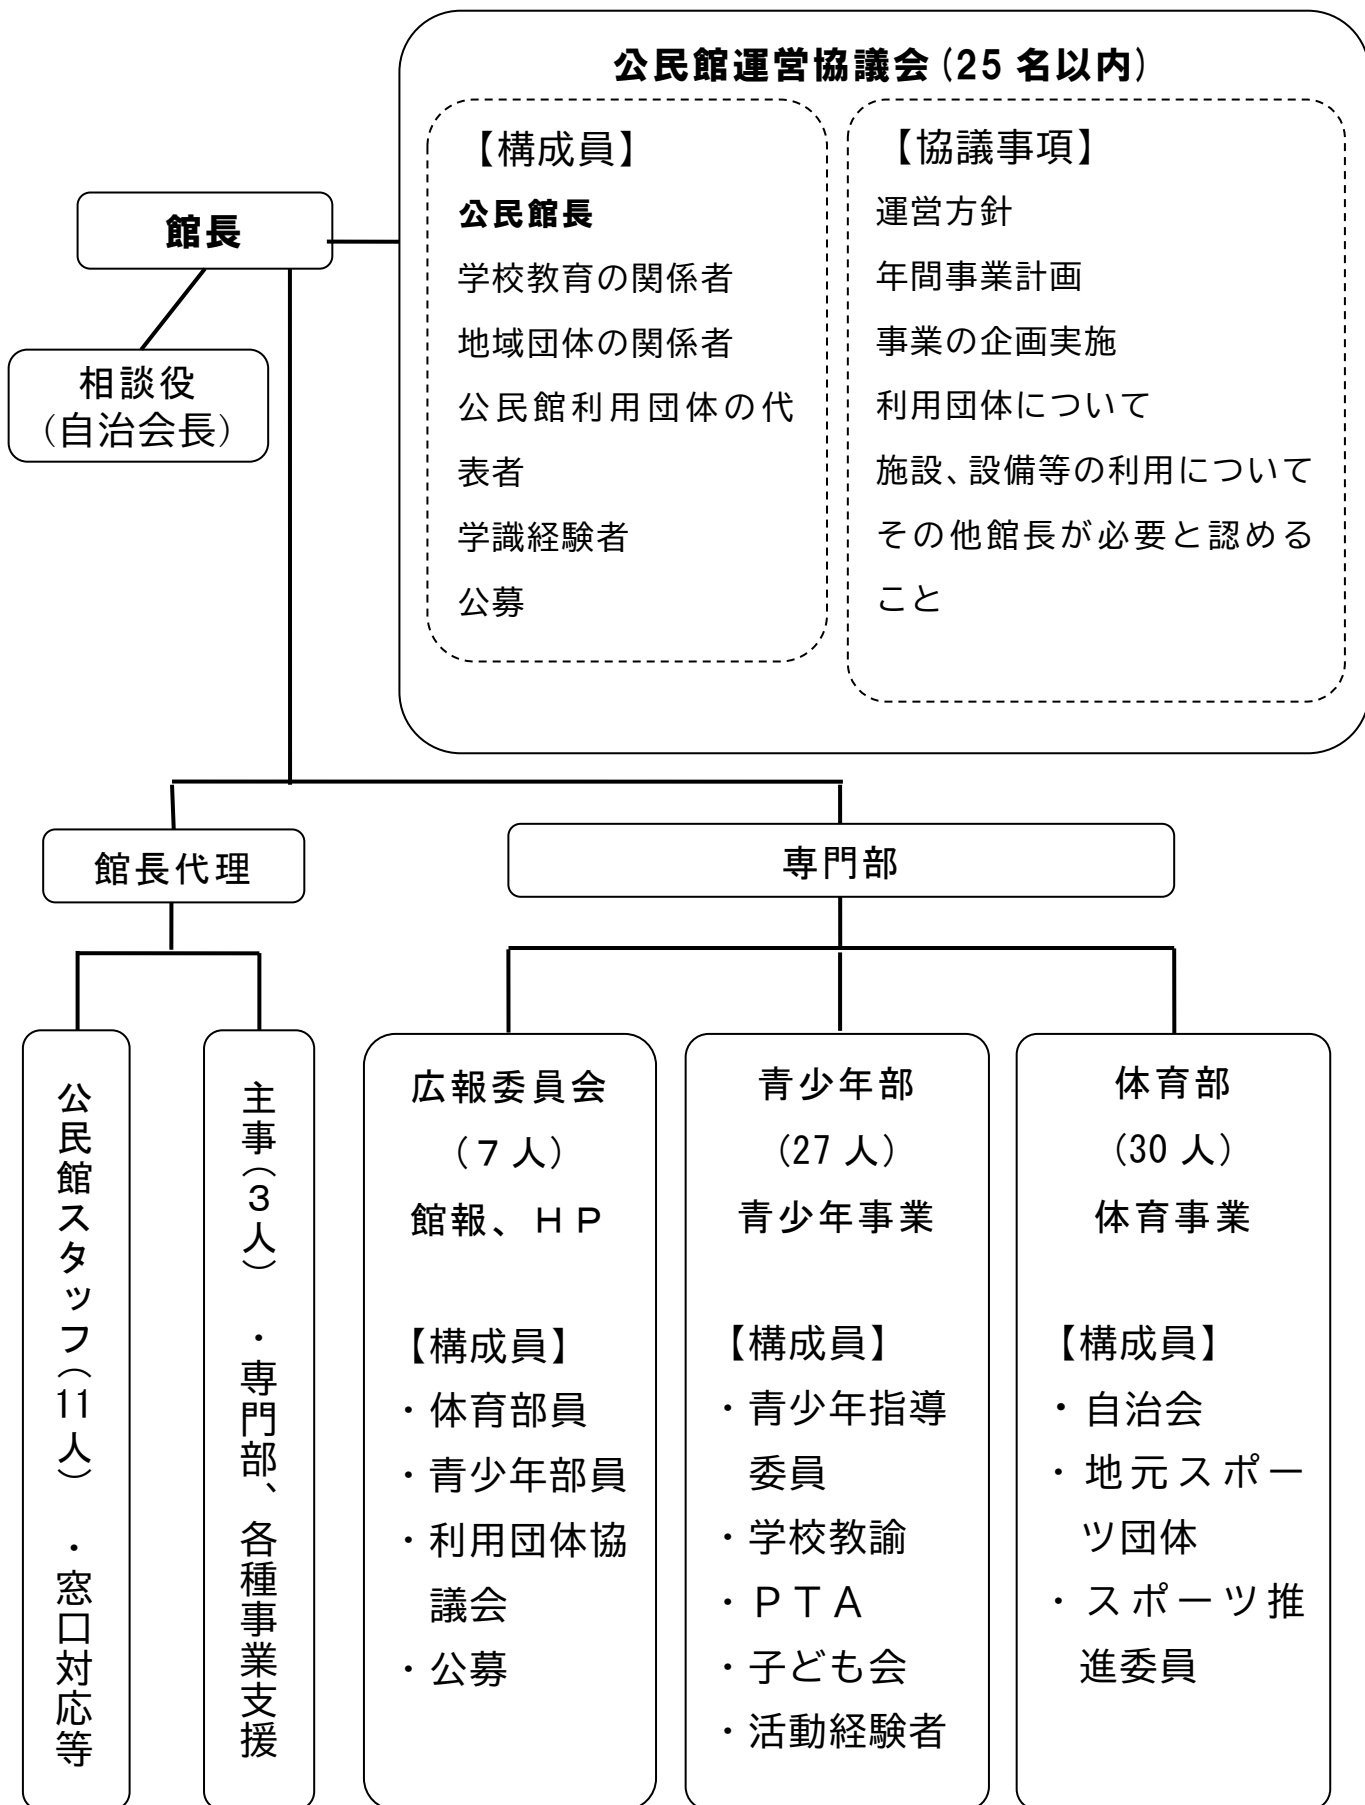 公民館運営協議会(25名以内)
【構成員】
公民館長
学校教育の関係者
地域団体の関係者
公民館利用団体の代
表者
学識経験者
公募
【協議事項】
運営方針
年間事業計画
事業の企画実施
利用団体について
施設、設備等の利用について
その他館長が必要と認める
こと
館長
相談役
(自治会長)
館長代理
専門部
公民館スタッフ(11人) ・窓口対応等
主事(3人) ・専門部、各種事業支援
広報委員会
(7人)
館報、HP
【構成員】
・体育部員
・青少年部員
・利用団体協
議会
・公募
青少年部
(27人)
青少年事業
【構成員】
・青少年指導
委員
・学校教諭
・PTA
・子ども会
・活動経験者
体育部
(30人)
体育事業
【構成員】
・自治会
・地元スポー
ツ団体
・スポーツ推
進委員